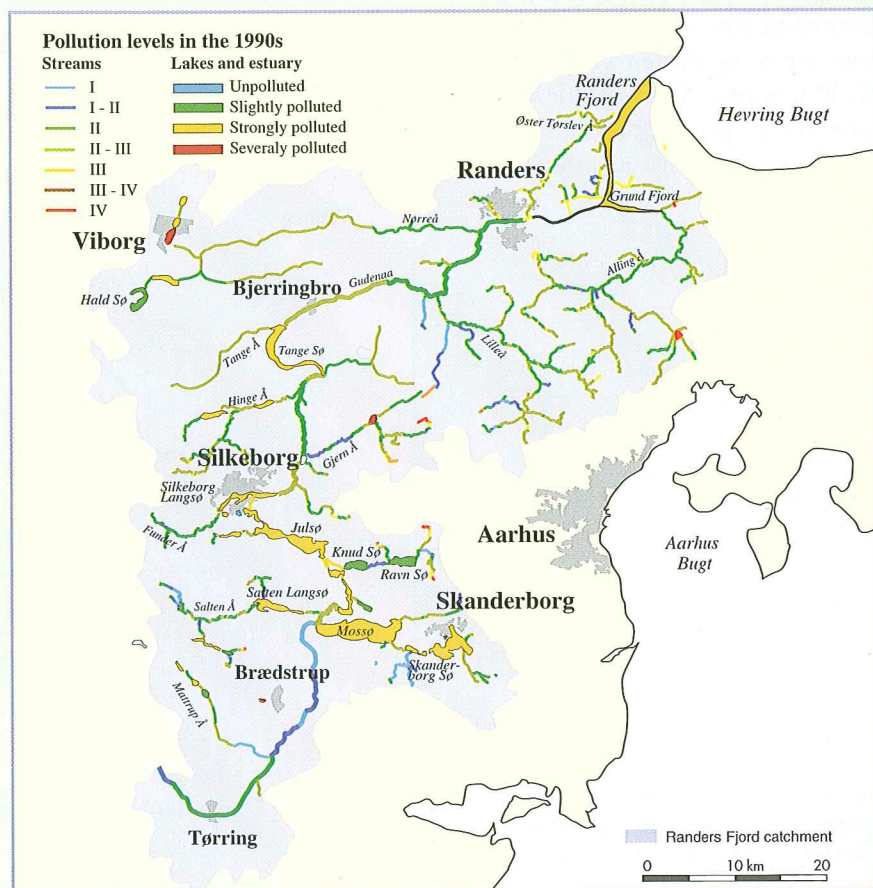 Pollution levels in the 1990s
Streams
Lakes and estuary
I
Unpolluted
I - II
Slightly polluted
II
Strongly polluted
II - III
Severaly polluted
III
III - IV
IV
Randers
Fjord
Hevring Bugt
Øster Tørslev Å
Randers
Grund Fjord
Nørreå
Viborg
Alling Å
Bjerringbro
Gudenaa
Hald Sø
Tange Å
Tange Sø
Lilleå
Hinge Å
Silkeborg
Gjern Å
Silkeborg
Langsø
Aarhus
Funder Å
Julsø
Knud Sø
Aarhus
Bugt
Ravn Sø
Salten Langsø
Skanderborg
Salten Å
Mossø
Skander-
borg Sø
Brædstrup
Mattrup Å
Tørring
Randers Fjord catchment
0 10 km 20